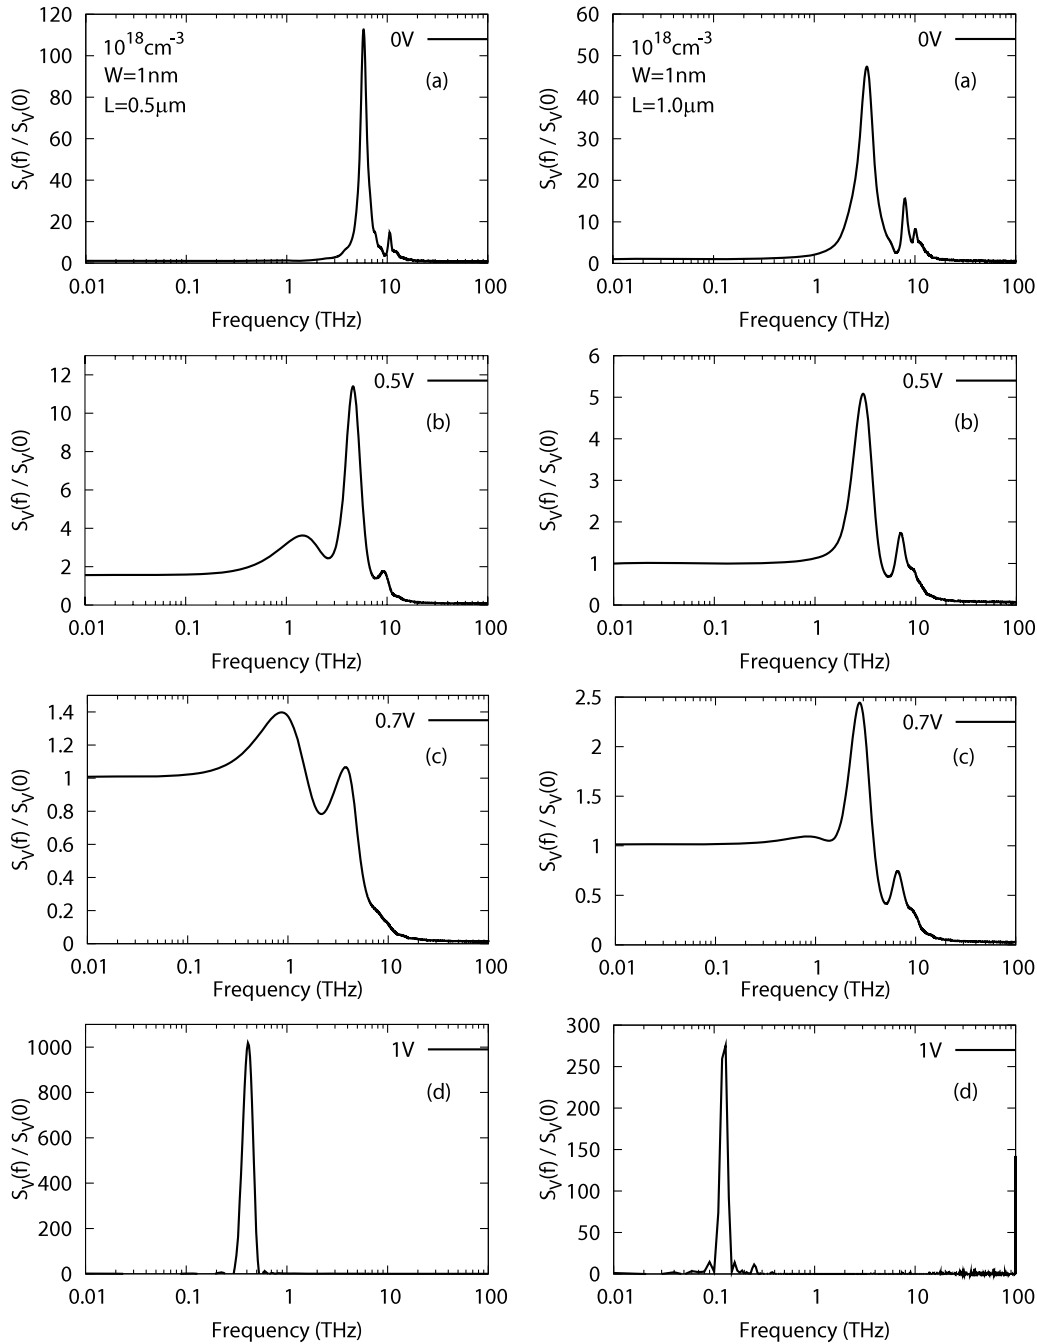 S_V(f) / S_V(0)
120
100
80
60
40
20
0
10^18cm^-3
W=1nm
L=0.5μm
0V
(a)
0.01 0.1 1 10 100
Frequency (THz)
S_V(f) / S_V(0)
60
50
40
30
20
10
0
10^18cm^-3
W=1nm
L=1.0μm
0V
(a)
0.01 0.1 1 10 100
Frequency (THz)
S_V(f) / S_V(0)
12
10
8
6
4
2
0
0.5V
(b)
0.01 0.1 1 10 100
Frequency (THz)
S_V(f) / S_V(0)
6
5
4
3
2
1
0
0.5V
(b)
0.01 0.1 1 10 100
Frequency (THz)
S_V(f) / S_V(0)
1.4
1.2
1
0.8
0.6
0.4
0.2
0
0.7V
(c)
0.01 0.1 1 10 100
Frequency (THz)
S_V(f) / S_V(0)
2.5
2
1.5
1
0.5
0
0.7V
(c)
0.01 0.1 1 10 100
Frequency (THz)
S_V(f) / S_V(0)
1000
800
600
400
200
0
1V
(d)
0.01 0.1 1 10 100
Frequency (THz)
S_V(f) / S_V(0)
300
250
200
150
100
50
0
1V
(d)
0.01 0.1 1 10 100
Frequency (THz)